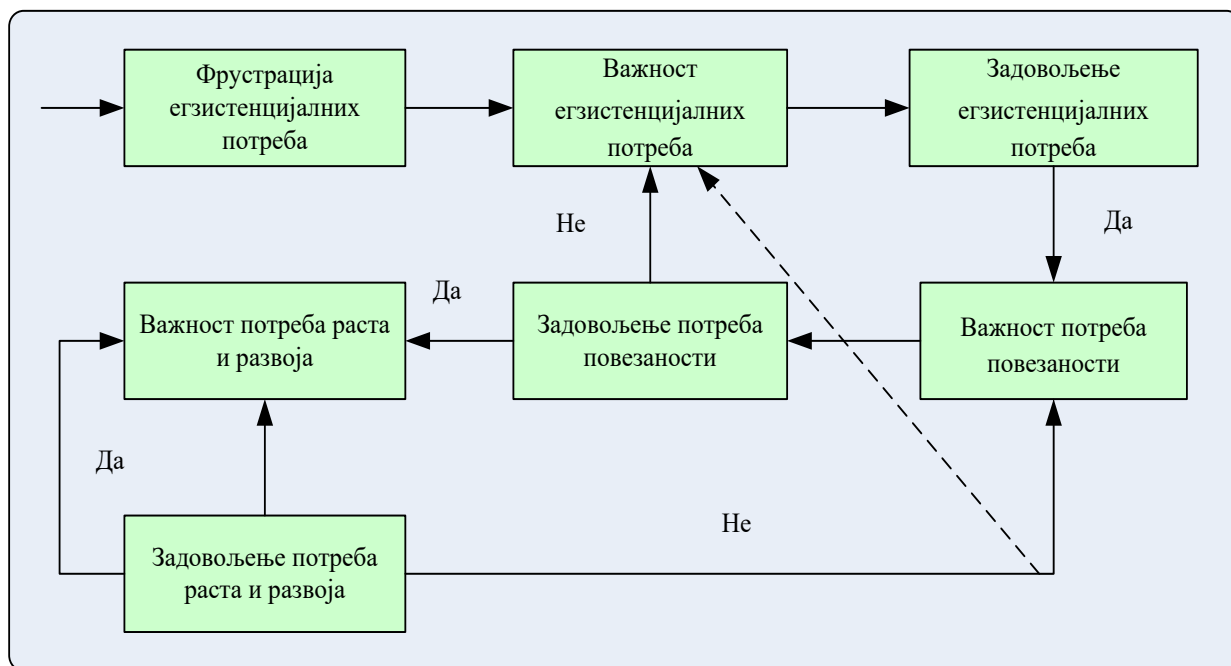 Фрустрација
егзистенцијалних
потреба
Важност
егзистенцијалних
потреба
Задовољење
егзистенцијалних
потреба
Не
Да
Важност потреба раста
и развоја
Да
Задовољење потреба
повезаности
Важност потреба
повезаности
Да
Не
Задовољење потреба
раста и развоја